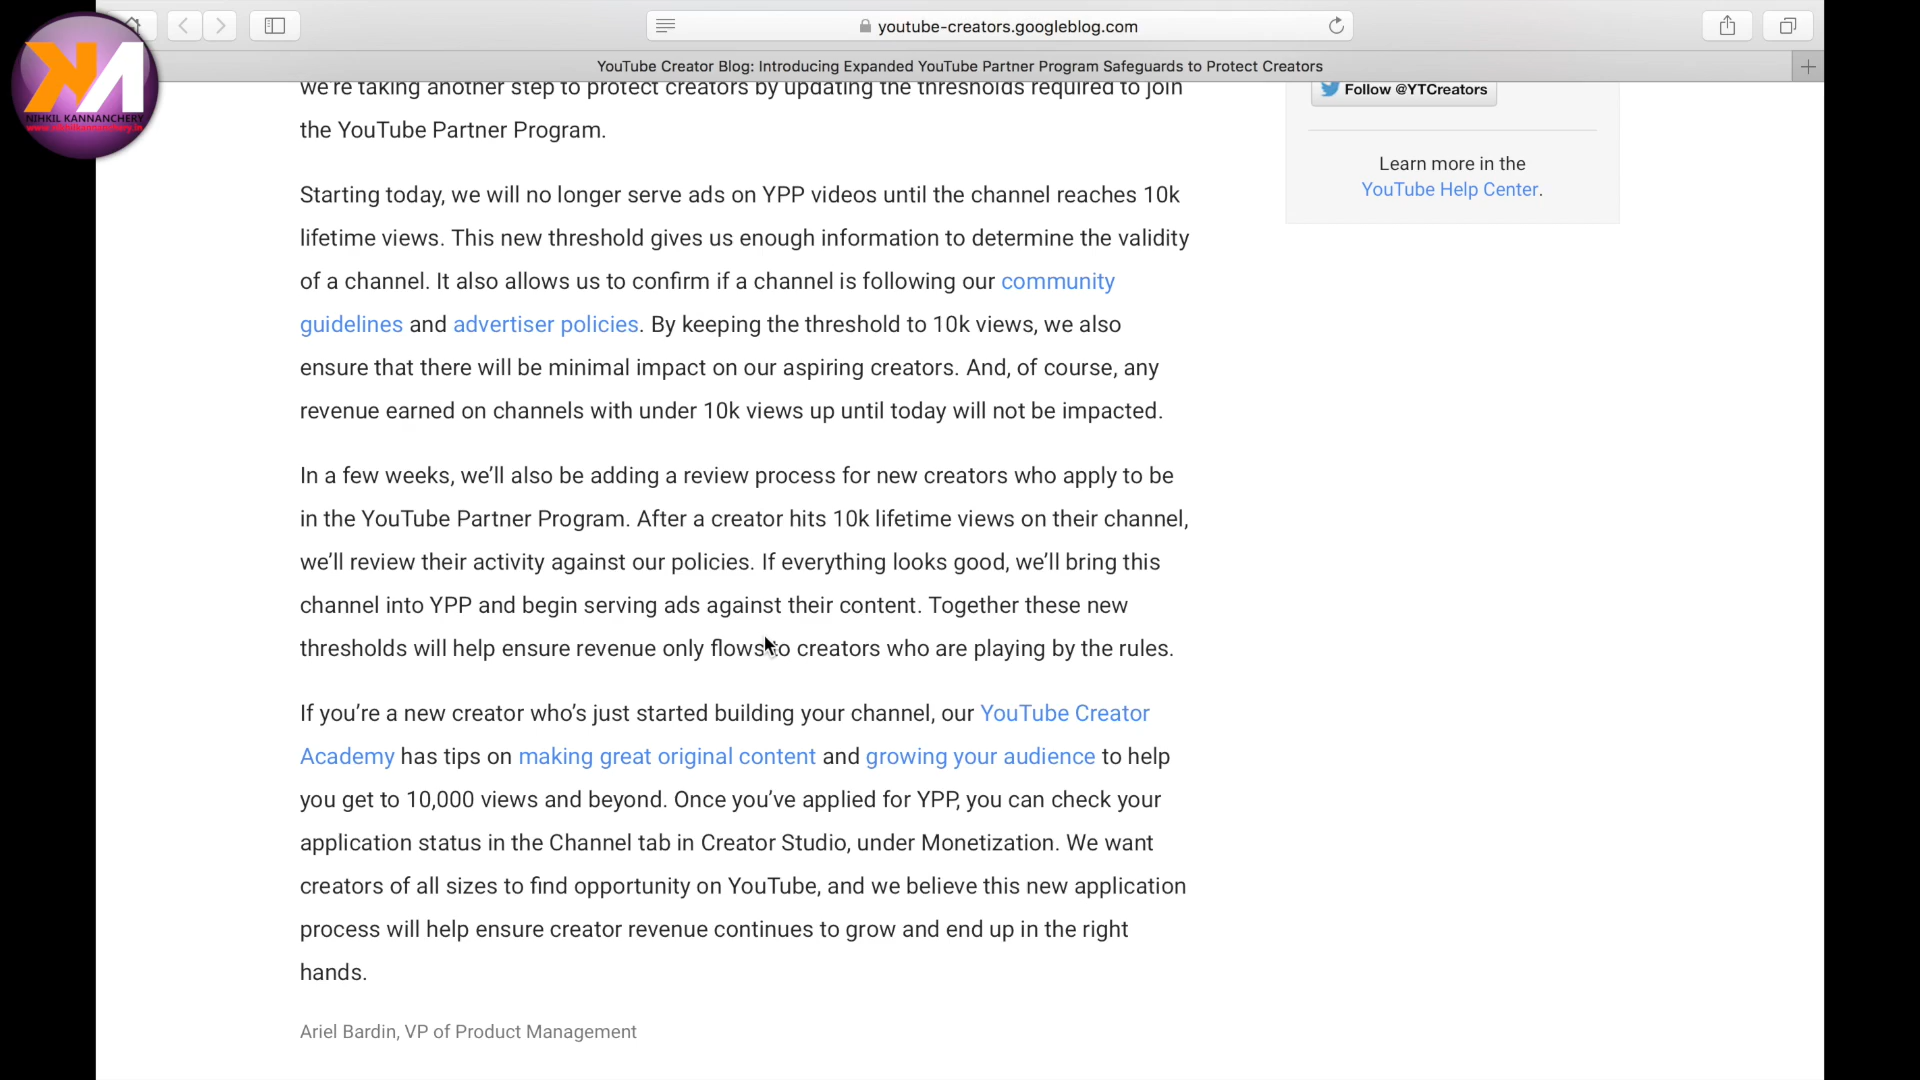 youtube-creators.googleblog.com
YouTube Creator Blog: Introducing Expanded YouTube Partner Program Safeguards to Protect Creators
NIHKIL KANNANCHERY
www.nihkilkannanchery.in
we're taking another step to protect creators by updating the thresholds required to join
the YouTube Partner Program.
Starting today, we will no longer serve ads on YPP videos until the channel reaches 10k
lifetime views. This new threshold gives us enough information to determine the validity
of a channel. It also allows us to confirm if a channel is following our community
guidelines and advertiser policies. By keeping the threshold to 10k views, we also
ensure that there will be minimal impact on our aspiring creators. And, of course, any
revenue earned on channels with under 10k views up until today will not be impacted.
In a few weeks, we’ll also be adding a review process for new creators who apply to be
in the YouTube Partner Program. After a creator hits 10k lifetime views on their channel,
we’ll review their activity against our policies. If everything looks good, we’ll bring this
channel into YPP and begin serving ads against their content. Together these new
thresholds will help ensure revenue only flows to creators who are playing by the rules.
If you’re a new creator who’s just started building your channel, our YouTube Creator
Academy has tips on making great original content and growing your audience to help
you get to 10,000 views and beyond. Once you’ve applied for YPP, you can check your
application status in the Channel tab in Creator Studio, under Monetization. We want
creators of all sizes to find opportunity on YouTube, and we believe this new application
process will help ensure creator revenue continues to grow and end up in the right
hands.
Ariel Bardin, VP of Product Management
Follow @YTCreators
Learn more in the
YouTube Help Center.